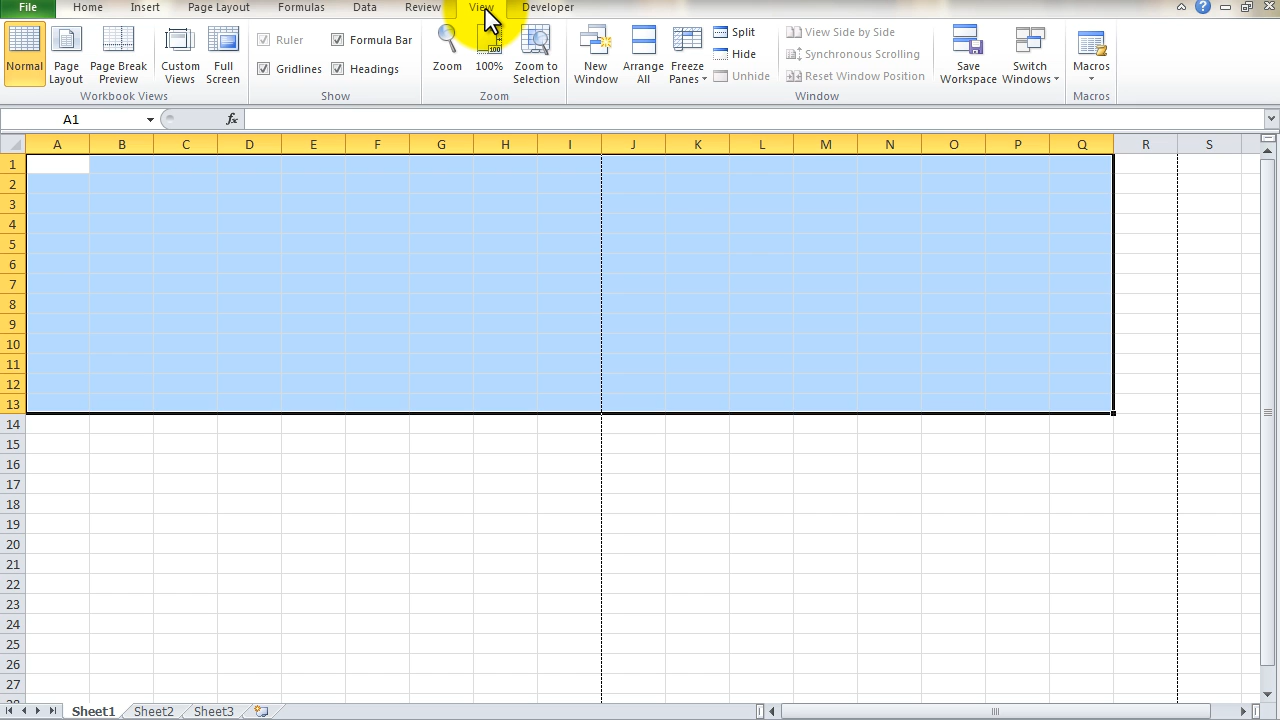 File Home Insert Page Layout Formulas Data Review View Developer
Normal Page Layout Page Break Preview Custom Views Full Screen
Workbook Views
Ruler Formula Bar
Gridlines Headings
Show
Zoom 100% Zoom to Selection
Zoom
New Window Arrange All Freeze Panes
Split View Side by Side
Hide Synchronous Scrolling
Unhide Reset Window Position
Save Workspace Switch Windows
Window
Macros
Macros
A1 fx
A B C D E F G H I J K L M N O P Q R S
1
2
3
4
5
6
7
8
9
10
11
12
13
14
15
16
17
18
19
20
21
22
23
24
25
26
27
Sheet1 Sheet2 Sheet3